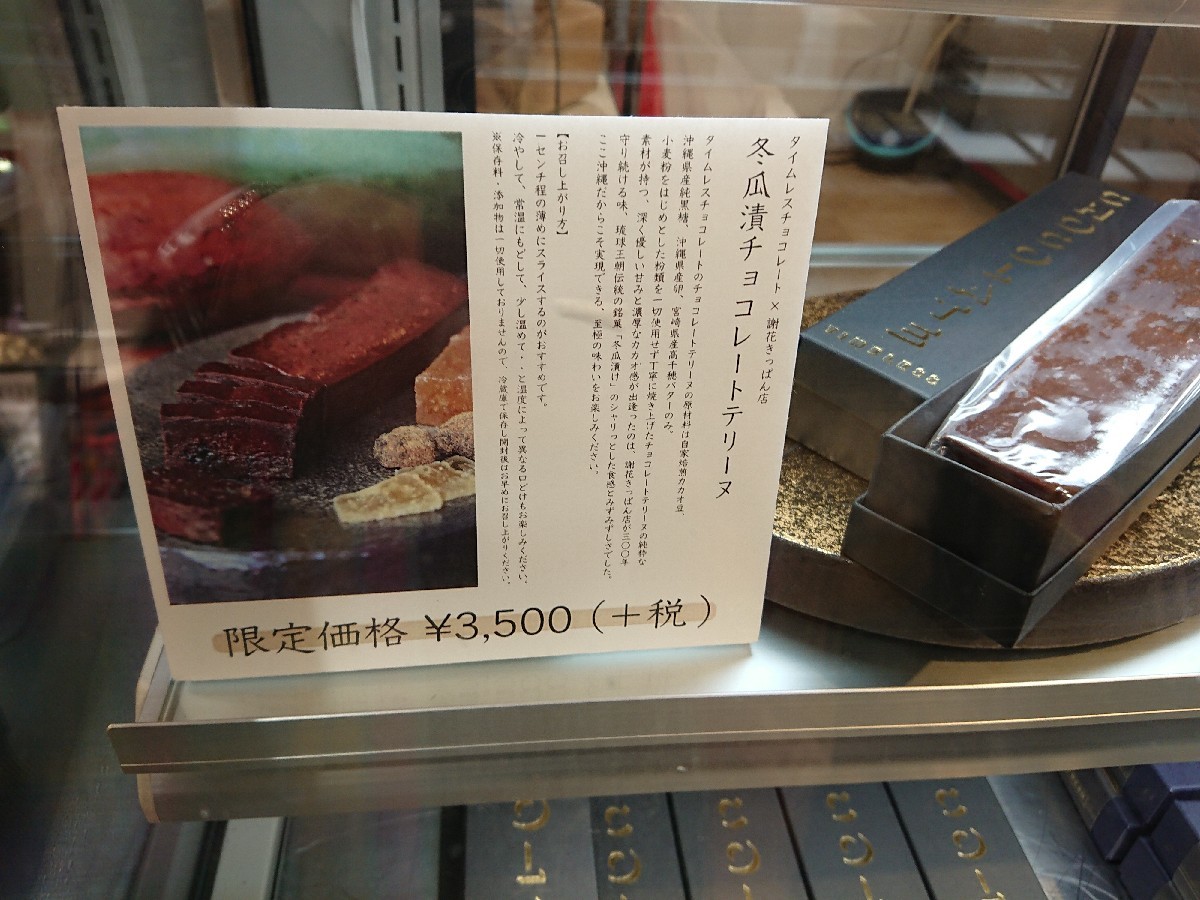 タイムレスチョコレート × 謝花きっぱん店
冬瓜漬チョコレートテリーヌ
タイムレスチョコレートのチョコレートテリーヌの原材料は自家焙煎カカオ豆、
沖縄県産純黒糖、沖縄県産卵、宮崎県産高千穂バターのみ。
小麦粉をはじめとした粉類を一切使用せず丁寧に焼き上げたチョコレートテリーヌの純粋な
素材が持つ、深く優しい甘みと濃厚なカカオ感が出逢ったのは、謝花きっぱん店が三〇〇年
守り続ける味、琉球王朝伝後の銘菓「冬瓜漬け」のシャリっとした食感とみずみずしさでした。
ここ沖縄だからこそ実現できる、至極の味わいをお楽しみください。
【お召し上がり方】
一センチ程の薄めにスライスするのがおすすめです。
冷やして、常温にもどして、少し温めて・・と温度によって異なる口どけもお楽しみください。
※保存料・添加物は一切使用しておりませんので、冷蔵庫で保存し開封後はお早めにお召し上がりください。
限定価格 ¥3,500（＋税）
timeless